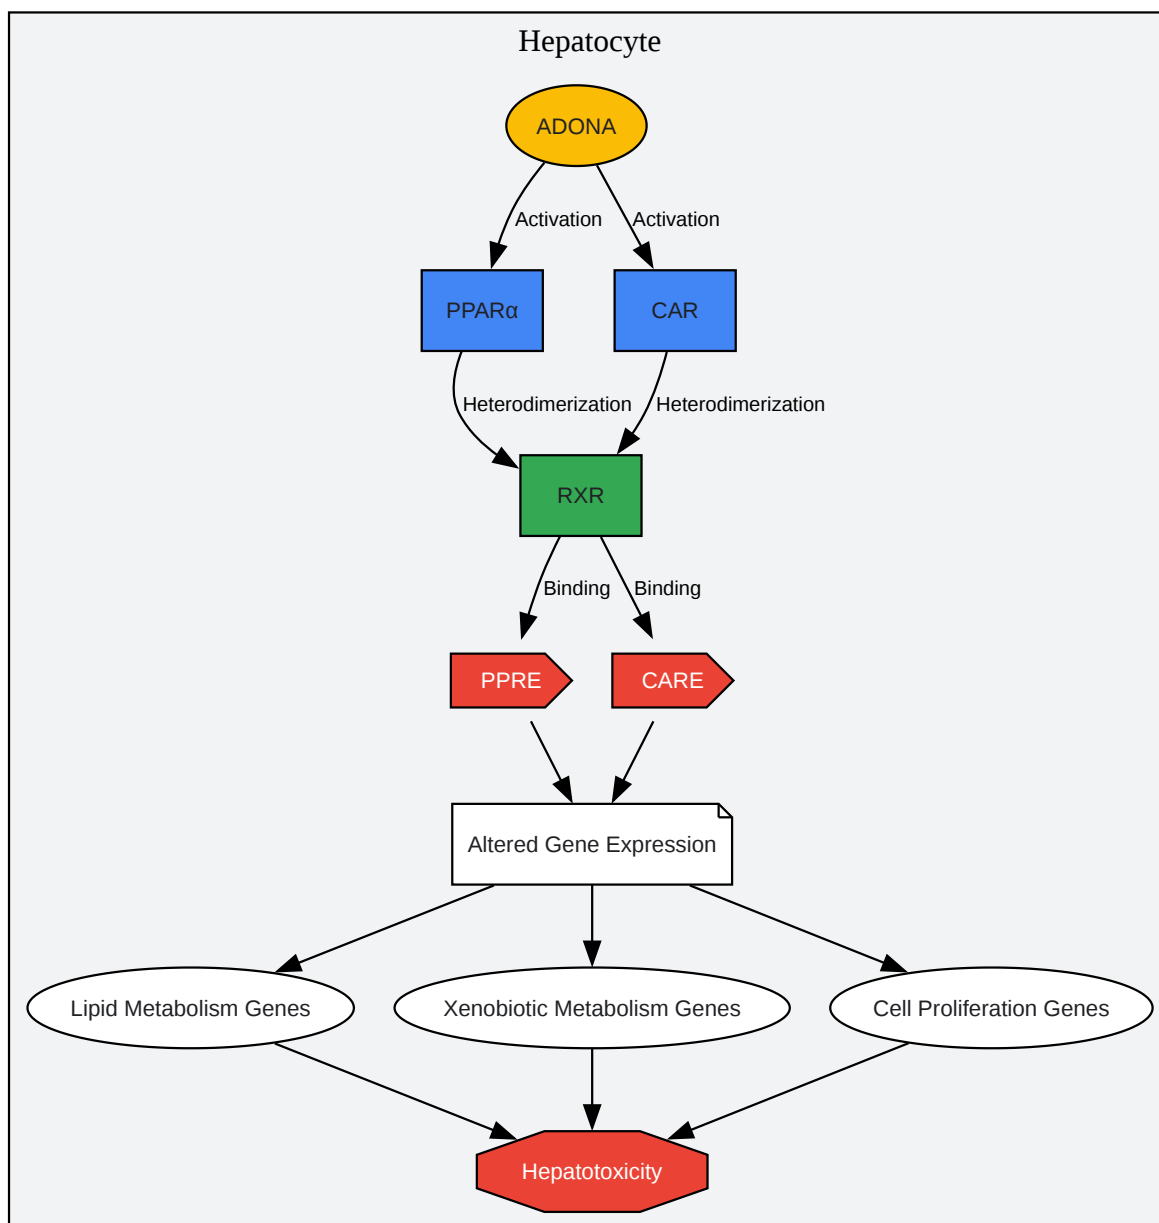 Hepatocyte
ADONA
Activation
Activation
PPARα
CAR
Heterodimerization
Heterodimerization
RXR
Binding
Binding
PPRE
CARE
Altered Gene Expression
Lipid Metabolism Genes
Xenobiotic Metabolism Genes
Cell Proliferation Genes
Hepatotoxicity